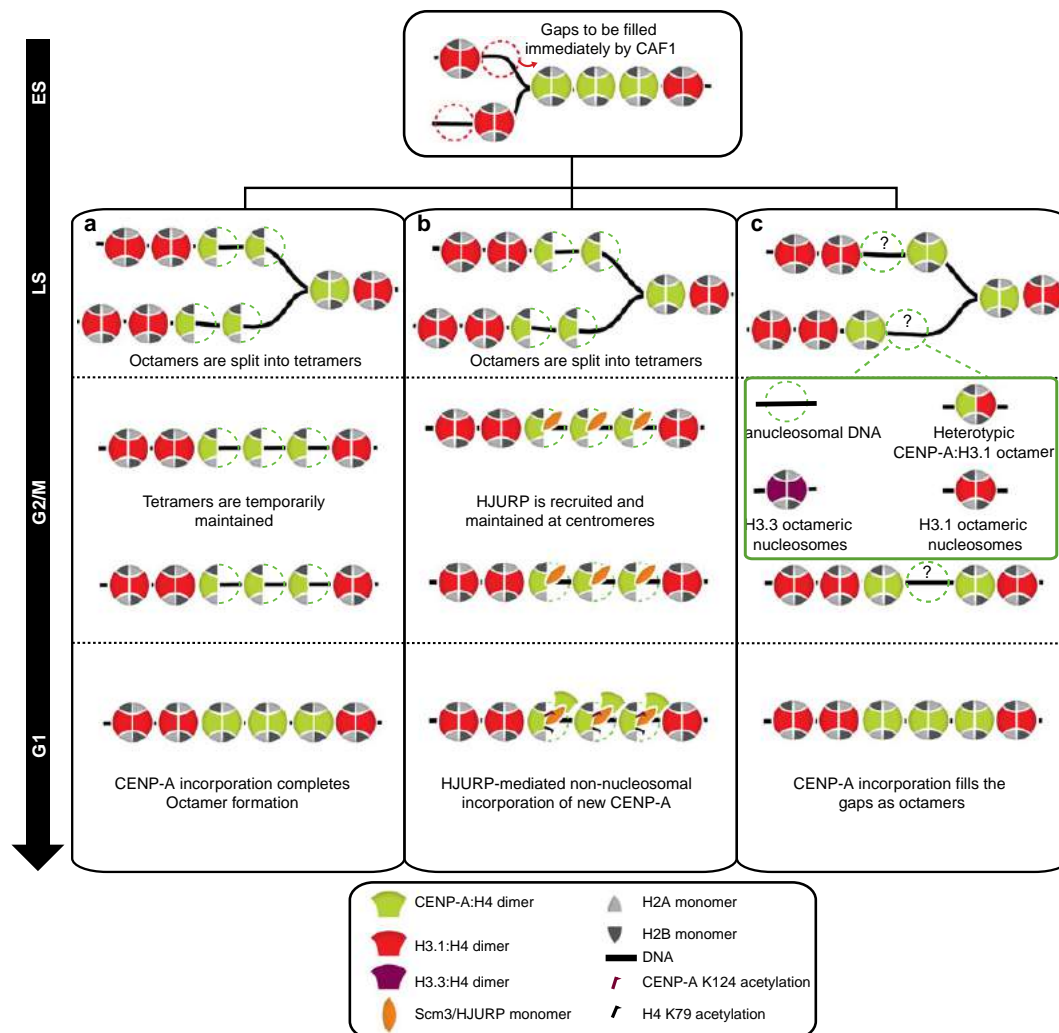 Gaps to be filled
immediately by CAF1
ES
a
b
c
?
?
LS
Octamers are split into tetramers
Octamers are split into tetramers
anucleosomal DNA
Heterotypic
CENP-A:H3.1 octamer
H3.3 octameric
nucleosomes
H3.1 octameric
nucleosomes
G2/M
Tetramers are temporarily
maintained
HJURP is recruited and
maintained at centromeres
?
G1
CENP-A incorporation completes
Octamer formation
HJURP-mediated non-nucleosomal
incorporation of new CENP-A
CENP-A incorporation fills the
gaps as octamers
CENP-A:H4 dimer
H3.1:H4 dimer
H3.3:H4 dimer
Scm3/HJURP monomer
H2A monomer
H2B monomer
DNA
CENP-A K124 acetylation
H4 K79 acetylation